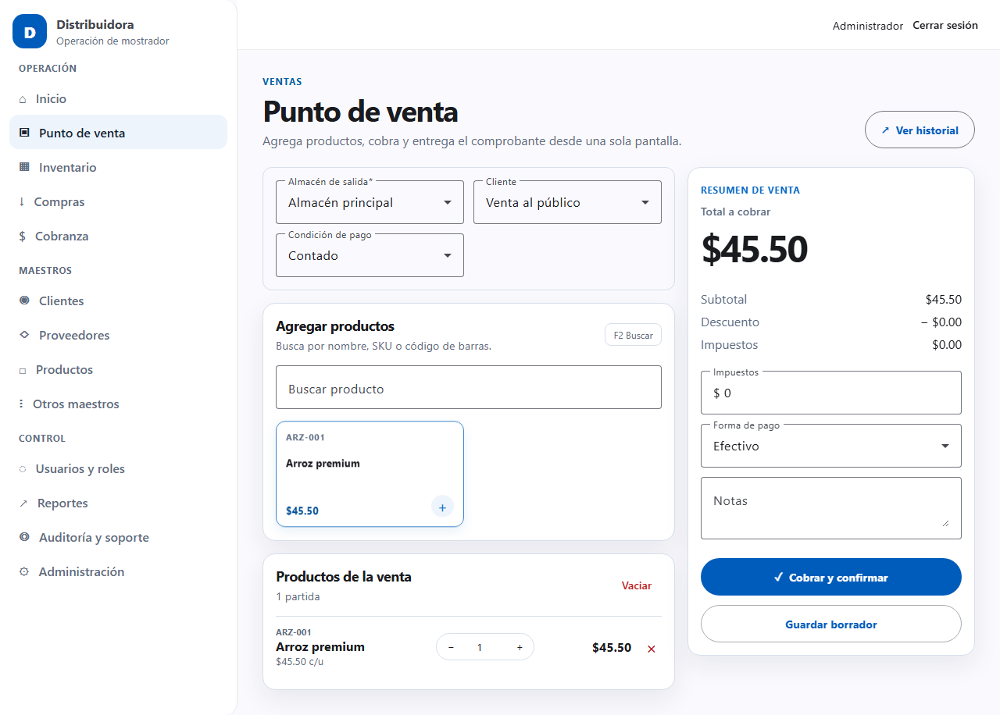 D
Distribuidora
Operación de mostrador
OPERACIÓN
Inicio
Punto de venta
Inventario
Compras
$ Cobranza
MAESTROS
Clientes
Proveedores
Productos
Otros maestros
CONTROL
Usuarios y roles
Reportes
Auditoría y soporte
Administración
Administrador Cerrar sesión
VENTAS
Punto de venta
Agrega productos, cobra y entrega el comprobante desde una sola pantalla.
↗ Ver historial
Almacén de salida*
Almacén principal
Cliente
Venta al público
Condición de pago
Contado
Agregar productos
Busca por nombre, SKU o código de barras.
F2 Buscar
Buscar producto
ARZ-001
Arroz premium
$45.50 +
Productos de la venta
1 partida
Vaciar
ARZ-001
Arroz premium
$45.50 c/u
− 1 +
$45.50 ×
RESUMEN DE VENTA
Total a cobrar
$45.50
Subtotal $45.50
Descuento − $0.00
Impuestos $0.00
Impuestos
$ 0
Forma de pago
Efectivo
Notas
✓ Cobrar y confirmar
Guardar borrador